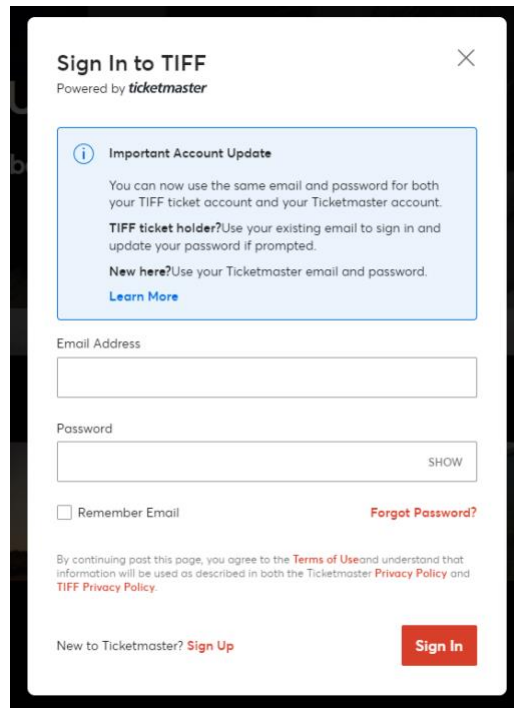 Sign In to TIFF
Powered by ticketmaster
Important Account Update
You can now use the same email and password for both
your TIFF ticket account and your Ticketmaster account.
TIFF ticket holder?Use your existing email to sign in and
update your password if prompted.
New here?Use your Ticketmaster email and password.
Learn More
Email Address
Password
SHOW
Remember Email
Forgot Password?
By continuing past this page, you agree to the Terms of Useand understand that
information will be used as described in both the Ticketmaster Privacy Policy and
TIFF Privacy Policy.
New to Ticketmaster? Sign Up
Sign In